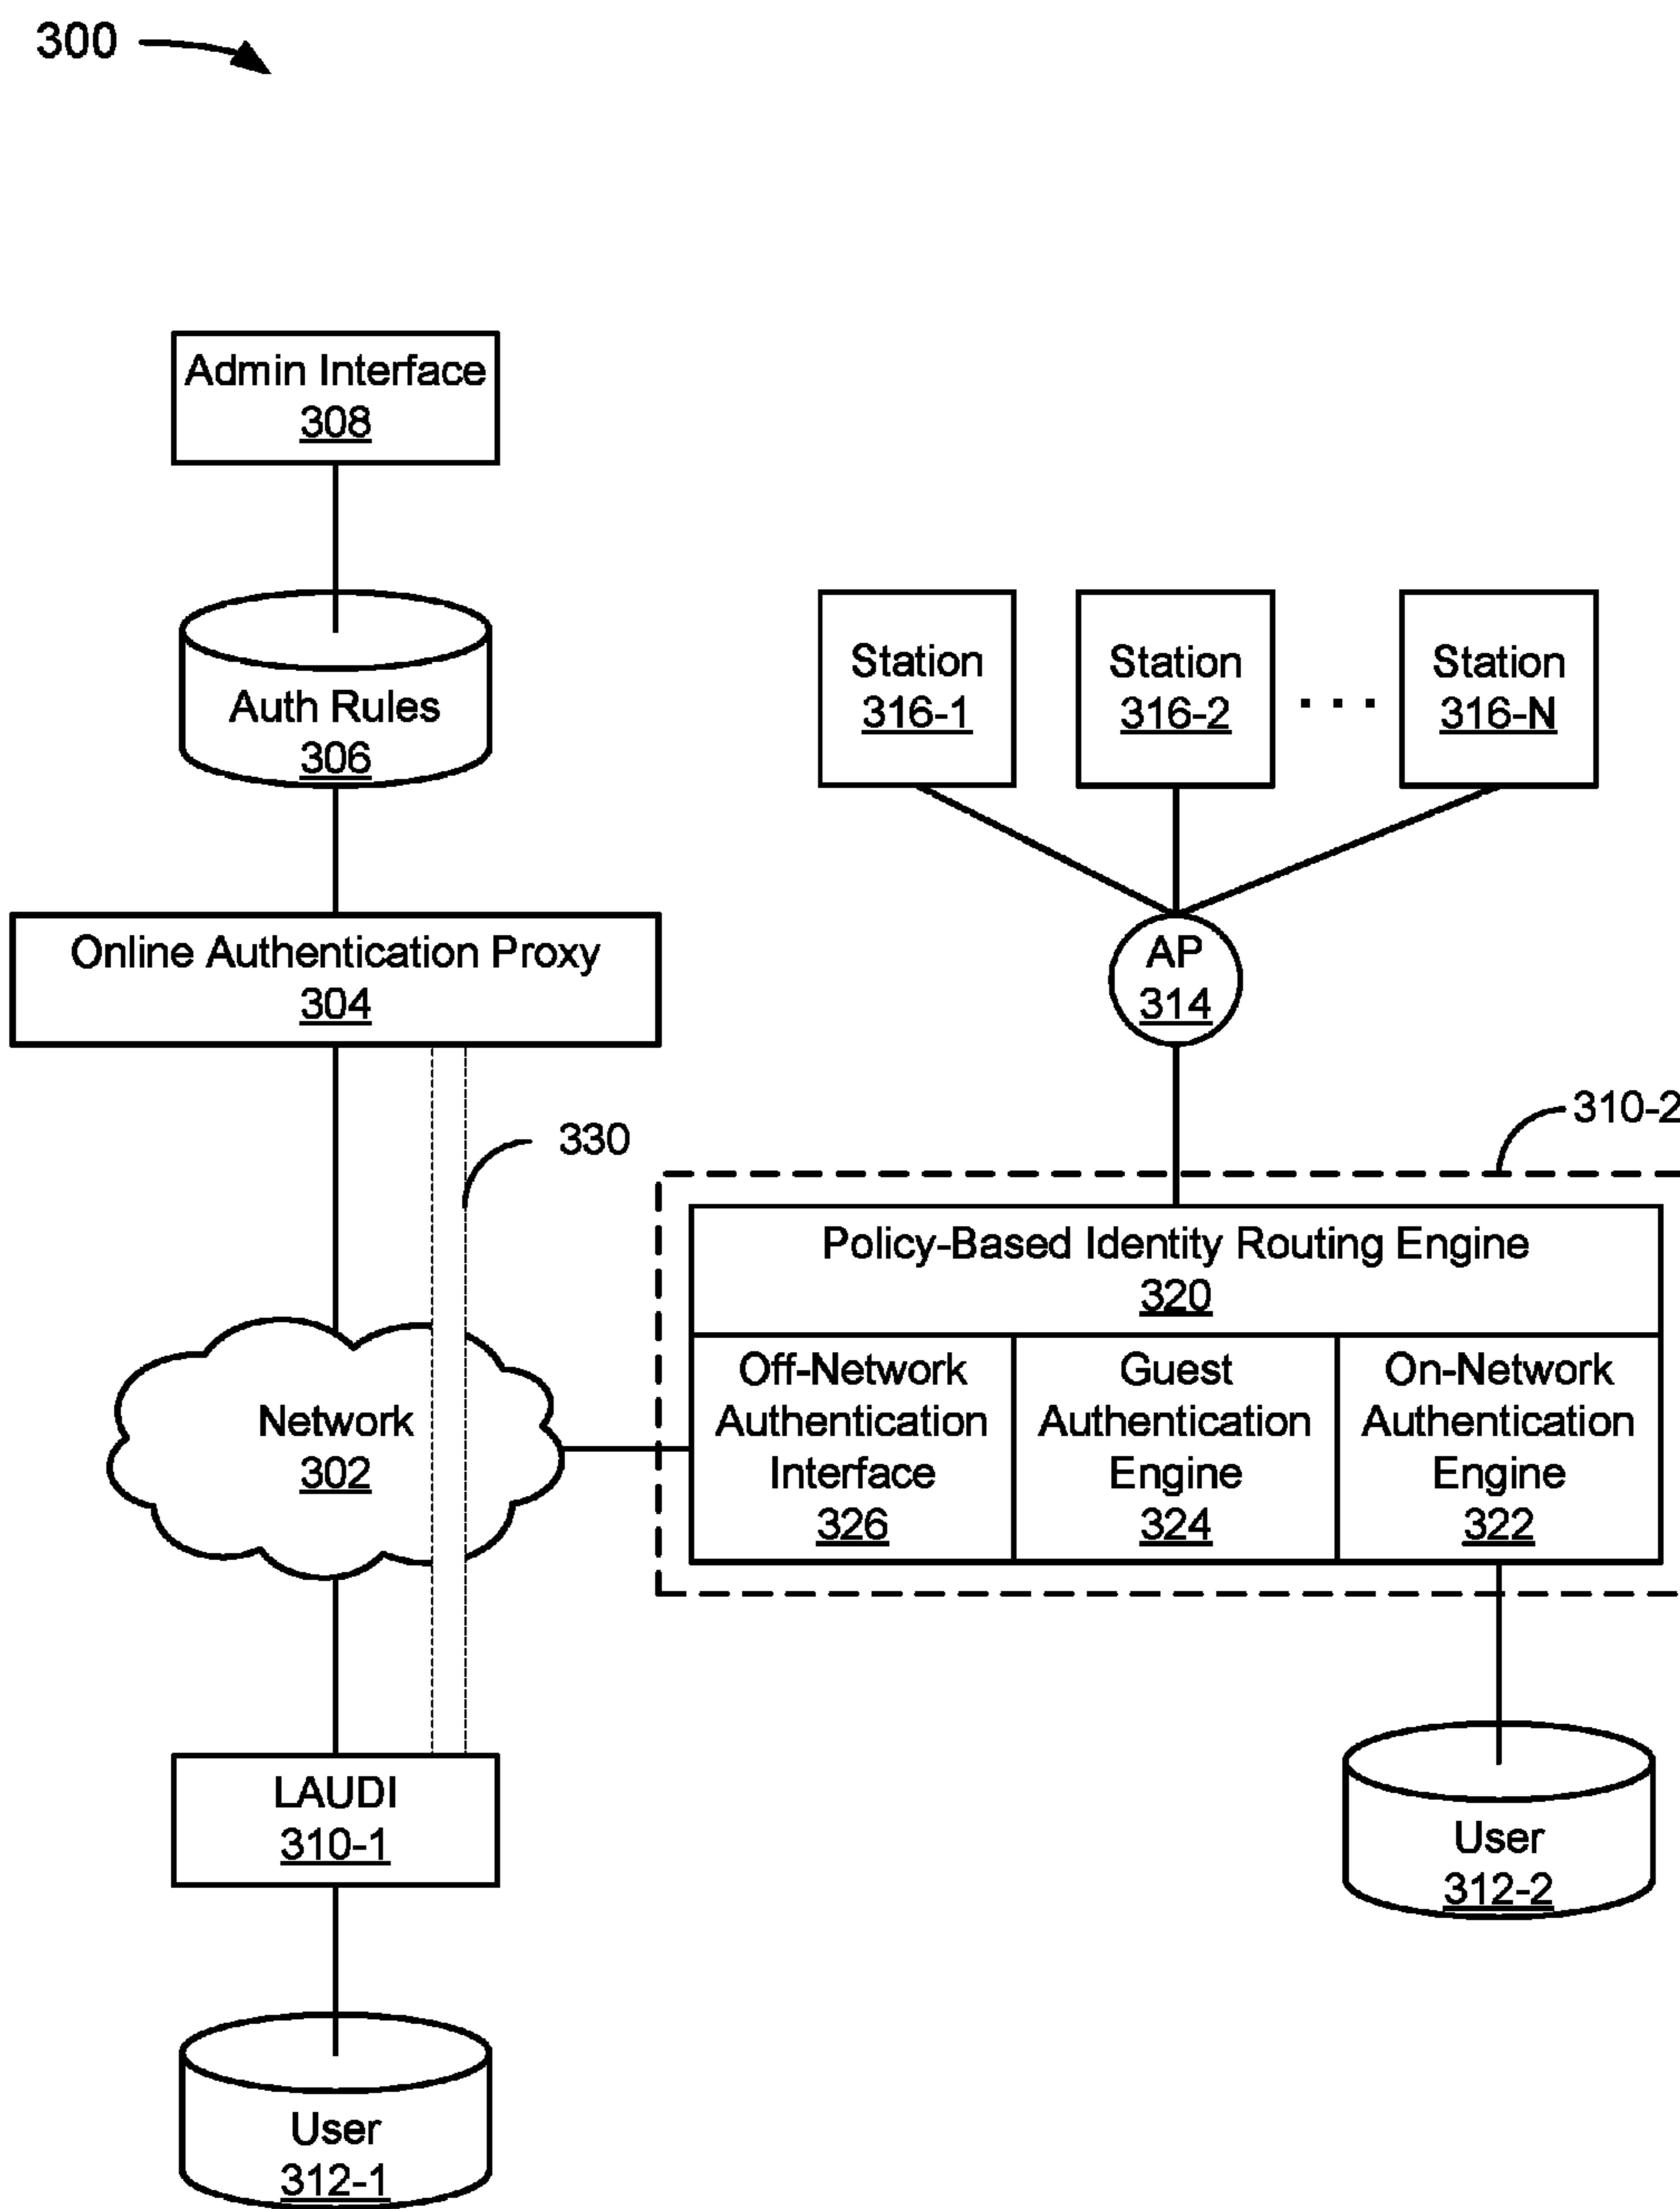 300
Admin Interface
308
Auth Rules
306
Station
316-1
Station
316-2
. . .
Station
316-N
Online Authentication Proxy
304
AP
314
330
310-2
Policy-Based Identity Routing Engine
320
Off-Network
Authentication
Interface
326
Guest
Authentication
Engine
324
On-Network
Authentication
Engine
322
Network
302
LAUDI
310-1
User
312-2
User
312-1